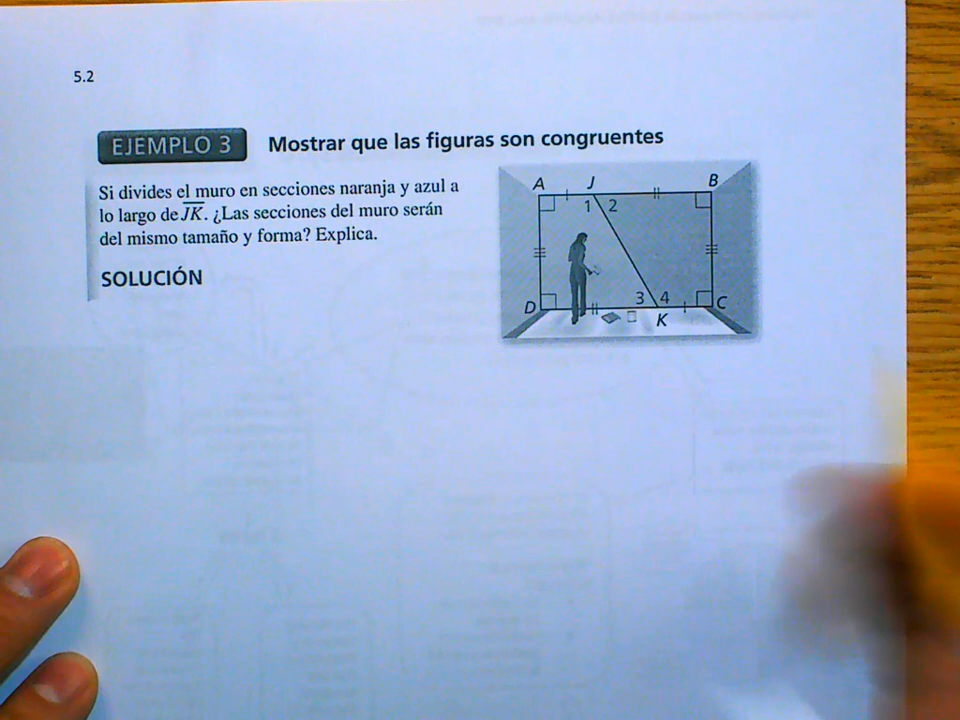 5.2
EJEMPLO 3 Mostrar que las figuras son congruentes
Si divides el muro en secciones naranja y azul a
lo largo de JK. ¿Las secciones del muro serán
del mismo tamaño y forma? Explica.
SOLUCIÓN
A J B
1 2
3 4
D K C